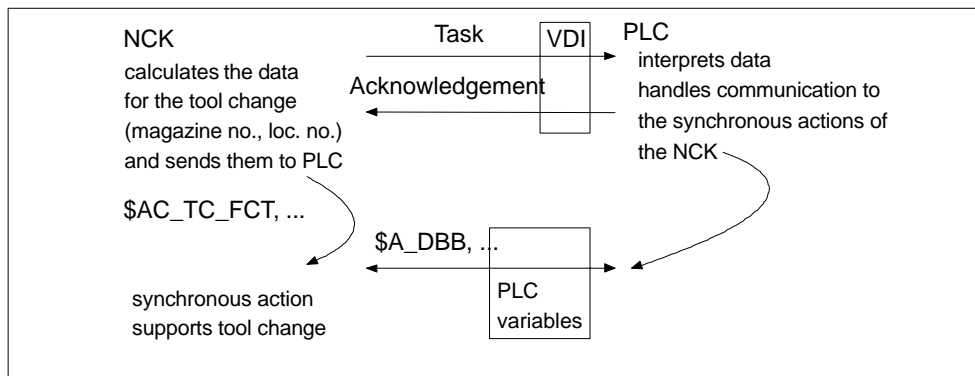 NCK
calculates the data
for the tool change
(magazine no., loc. no.)
and sends them to PLC
$AC_TC_FCT, ...
synchronous action
supports tool change
Task
Acknowledgement
VDI
$A_DBB, ...
PLC
variables
PLC
interprets data
handles communication to
the synchronous actions of
the NCK